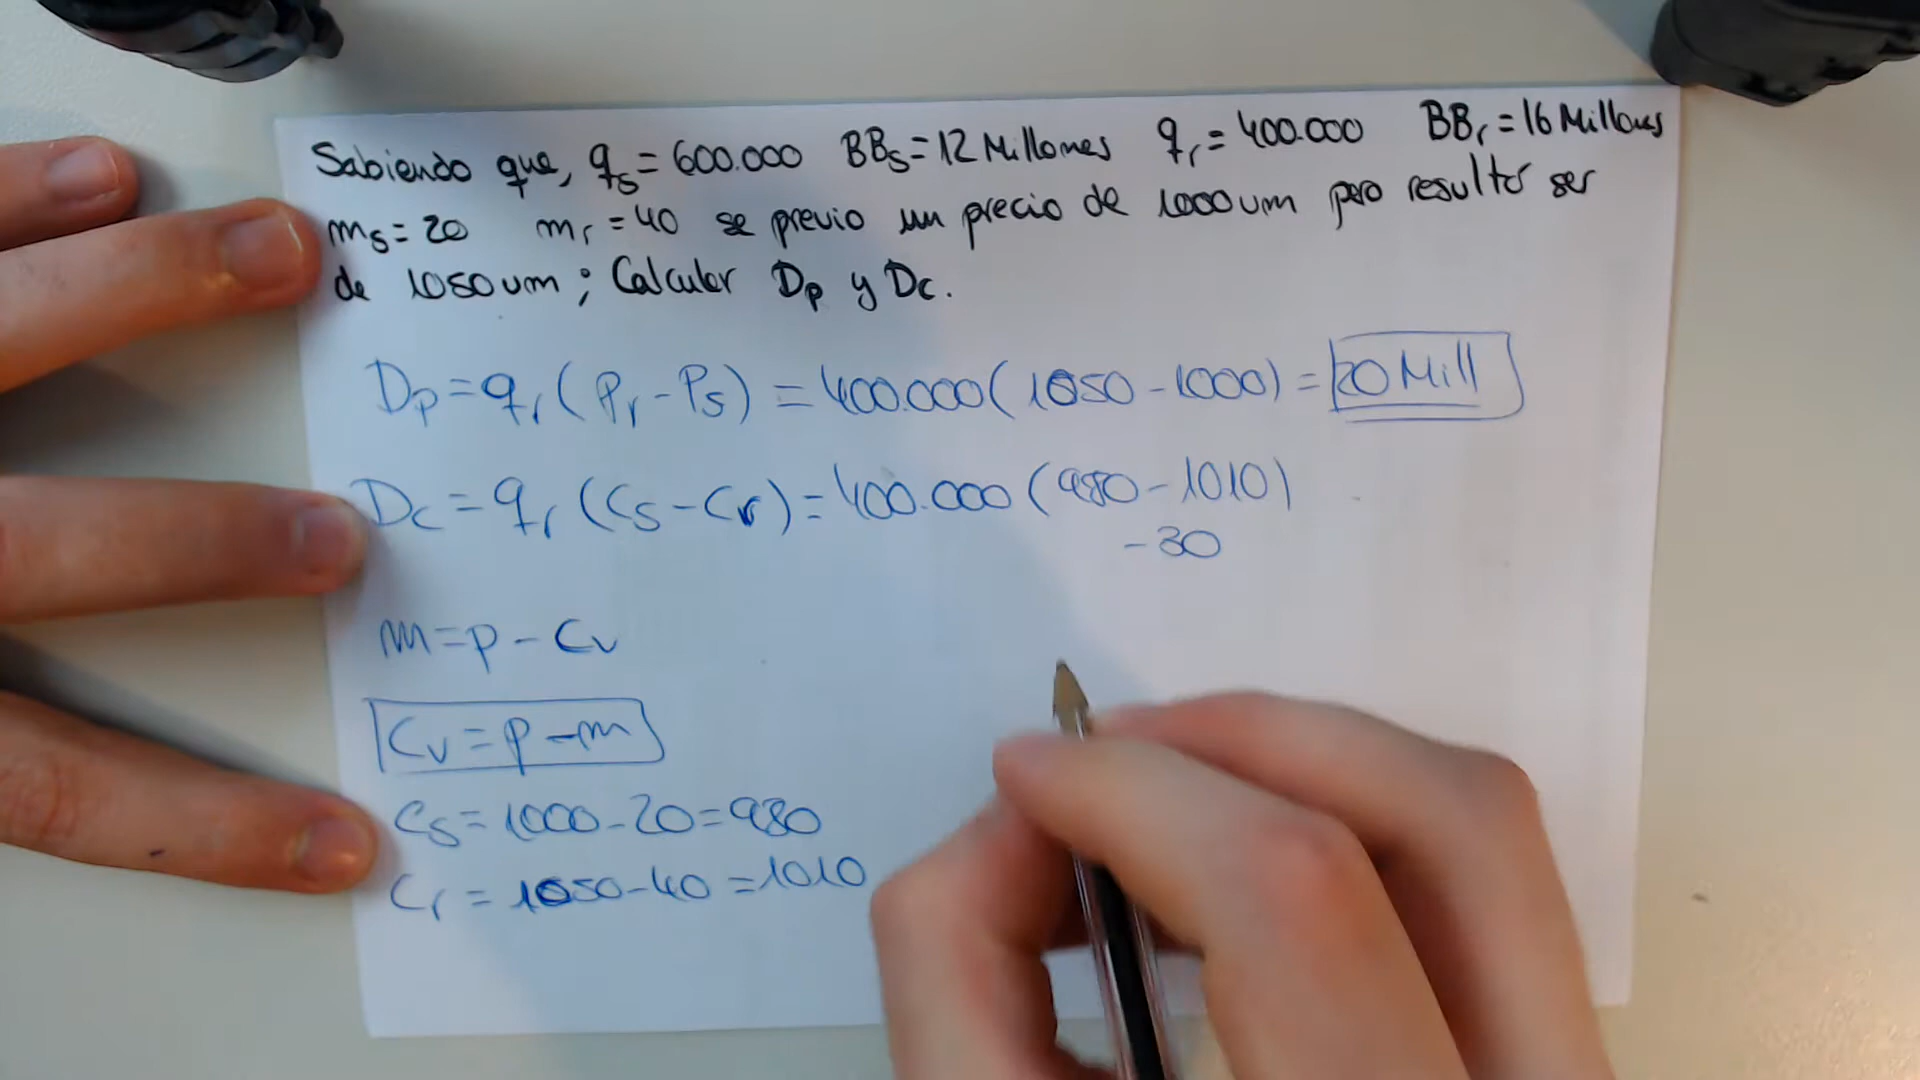 Sabiendo que, qs = 600.000 BBs = 12 Millones qr = 400.000 BBr = 16 Millones
ms = 20 mr = 40 se previo un precio de 1000 um pero resulto ser
de 1050 um ; Calcular Dp y Dc.
Dp = qr ( Pr - Ps ) = 400.000 ( 1050 - 1000 ) = 20 Mill
Dc = qr ( Cs - Cr ) = 400.000 ( 980 - 1010 )
- 30
m = p - Cv
Cv = p - m
Cs = 1000 - 20 = 980
Cr = 1050 - 40 = 1010